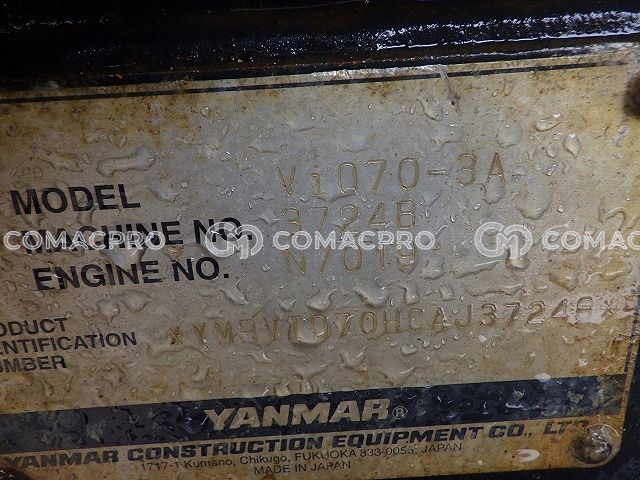 MODEL ViO70-3A
MACHINE NO. 37248
COMACPRO COMACPRO COMACPRO
ENGINE NO. N7019
PRODUCT
IDENTIFICATION
NUMBER
*YMRVIO70HCAJ37248*
YANMAR®
YANMAR CONSTRUCTION EQUIPMENT CO., LTD.
1717-1 Kumano, Chikugo, FUKUOKA 833-0055, JAPAN
MADE IN JAPAN